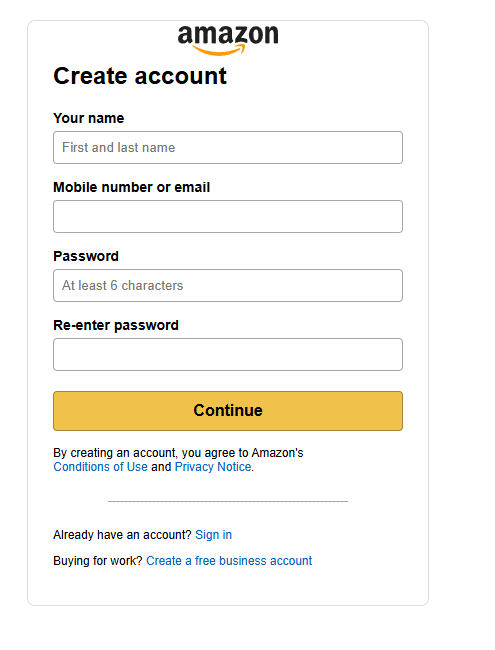 amazon
Create account
Your name
First and last name
Mobile number or email
Password
At least 6 characters
Re-enter password
Continue
By creating an account, you agree to Amazon's
Conditions of Use and Privacy Notice.
Already have an account? Sign in
Buying for work? Create a free business account